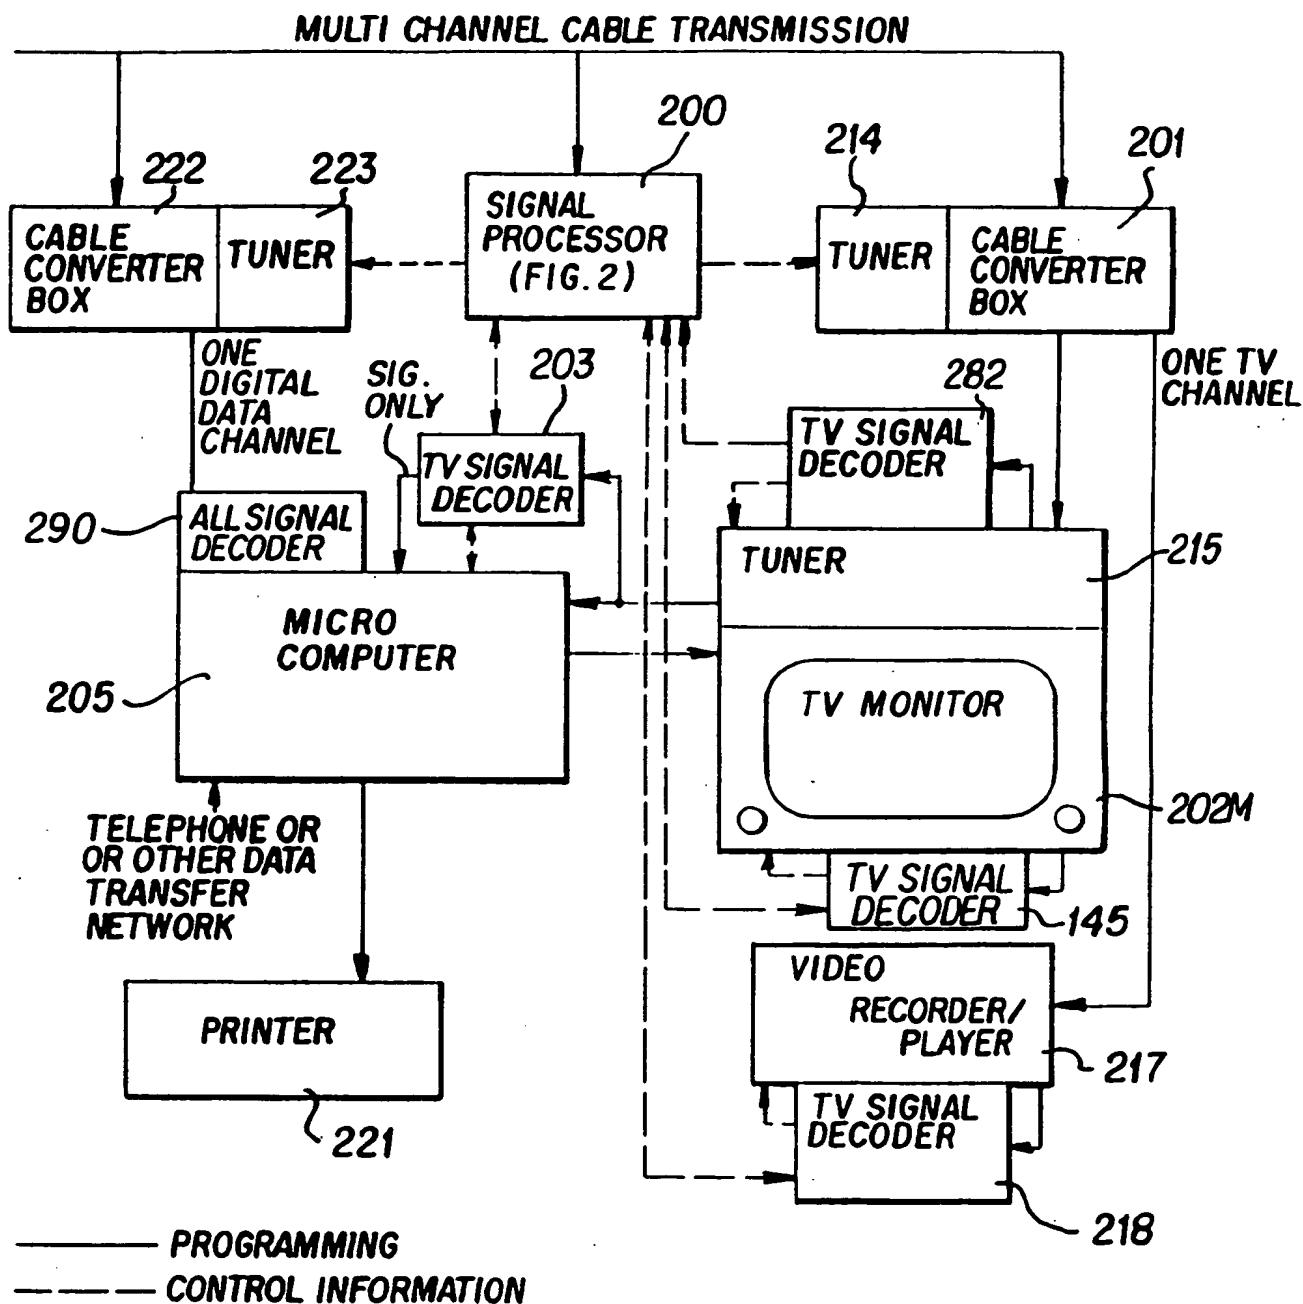 MULTI CHANNEL CABLE TRANSMISSION
200
222
223
214
201
CABLE
CONVERTER
BOX
TUNER
SIGNAL
PROCESSOR
(FIG. 2)
TUNER
CABLE
CONVERTER
BOX
ONE
DIGITAL
DATA
CHANNEL
SIG.
ONLY
203
282
ONE TV
CHANNEL
TV SIGNAL
DECODER
TV SIGNAL
DECODER
290
ALL SIGNAL
DECODER
TUNER
215
MICRO
COMPUTER
205
TV MONITOR
202M
TELEPHONE OR
OR OTHER DATA
TRANSFER
NETWORK
TV SIGNAL
DECODER
145
VIDEO
RECORDER/
PLAYER
217
PRINTER
221
TV SIGNAL
DECODER
218
PROGRAMMING
CONTROL INFORMATION